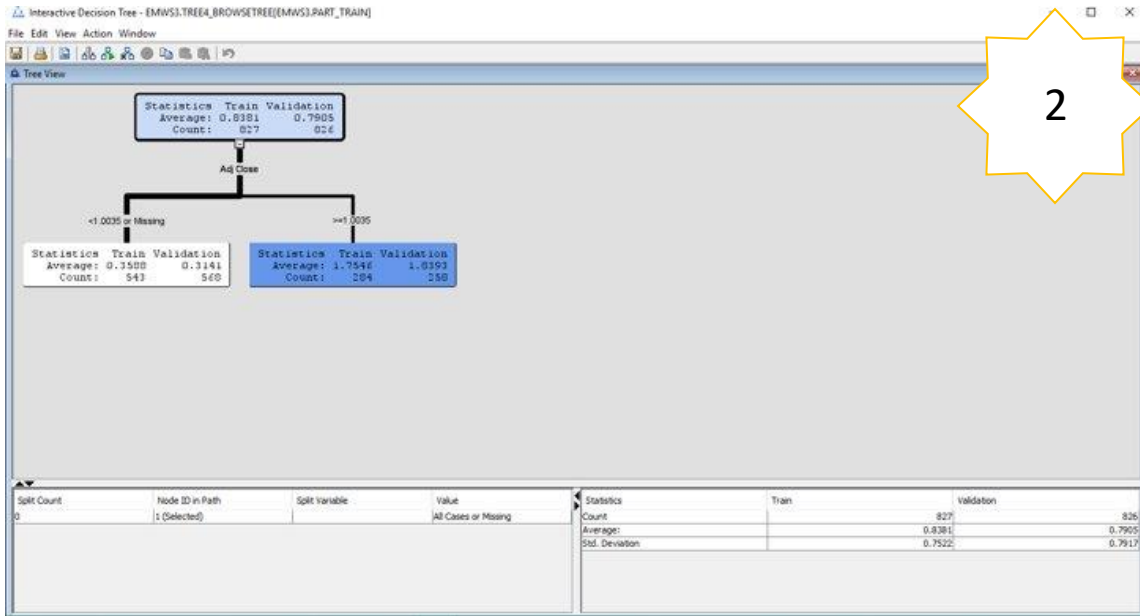 Interactive Decision Tree - EMWS3.TREE4_BROWSETREE[EMWS3.PART_TRAIN]
File Edit View Action Window
Tree View
2
Statistics Train Validation
Average: 0.8381 0.7905
Count: 827 826
Adj Close
<1.0035 or Missing
>=1.0035
Statistics Train Validation
Average: 0.3588 0.3141
Count: 543 568
Statistics Train Validation
Average: 1.7546 1.8393
Count: 284 258
Split Count Node ID in Path Split Variable Value
0 1 (Selected) All Cases or Missing
Statistics Train Validation
Count 827 826
Average: 0.8381 0.7905
Std. Deviation 0.7522 0.7917